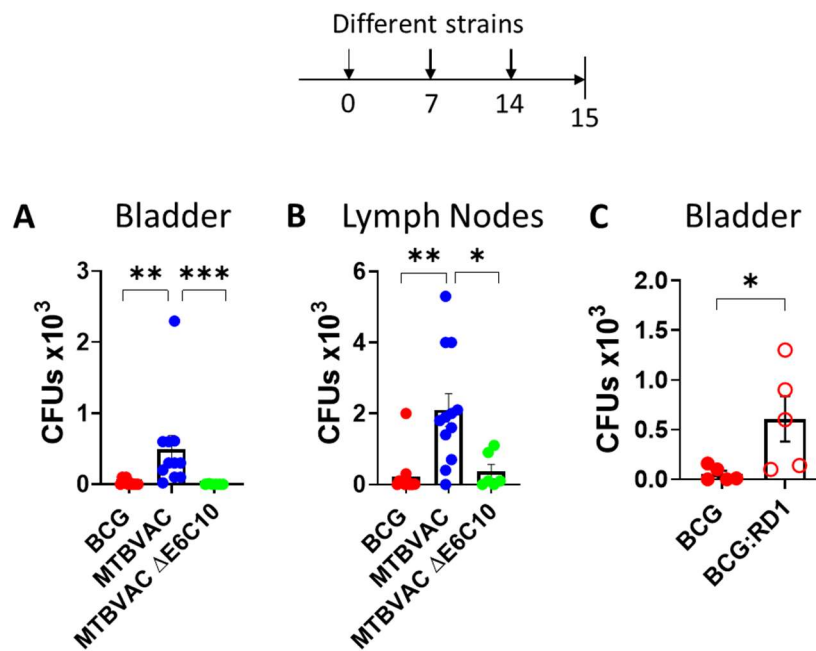 Different strains
0 7 14 15
A Bladder
** ***
CFUs x10³
3
2
1
0
BCG
MTBVAC
MTBVAC ΔE6C10
B Lymph Nodes
** *
CFUs x10³
6
4
2
0
BCG
MTBVAC
MTBVAC ΔE6C10
C Bladder
*
CFUs x10³
2.0
1.5
1.0
0.5
0.0
BCG
BCG:RD1